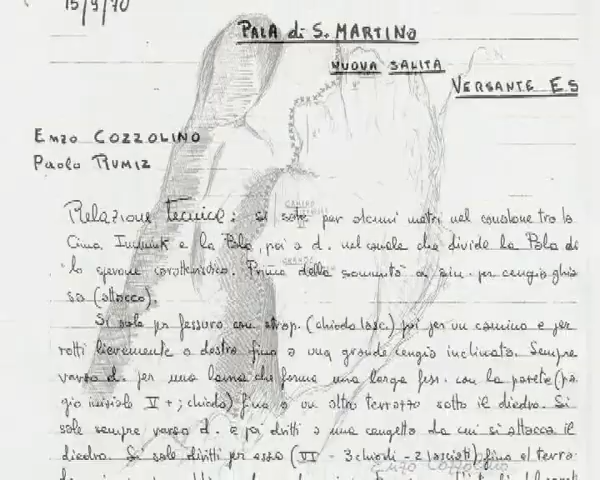 15/9/70
PALA di S. MARTINO
NUOVA SALITA
VERSANTE ES
Enzo COZZOLINO
Paolo RUMIZ
Relazione tecnica: si sale per alcuni metri nel canalone tra la
Cima Immink e la Pala, poi a d. nel canale che divide la Pala da
lo sperone caratteristico. Prima della sommità a sin. per cengia ghia
sa (attacco).
Si sale per fessura con strap. (chiodo lasc.) poi per un camino e per
rotti lievemente a destra fino a una grande cengia inclinata. Sempre
verso d. per una lama che forma una larga fess. con la parete (pas
gio iniziale V+; chiodo) fino a un altro terrazzo sotto il diedro. Si
sale sempre verso d. e poi dritti a una cengetta da cui si attacca il
diedro. Si sale diritti per esso (VI - 3 chiodi - 2 lasciati) fino al terra
Enzo Cozzolino